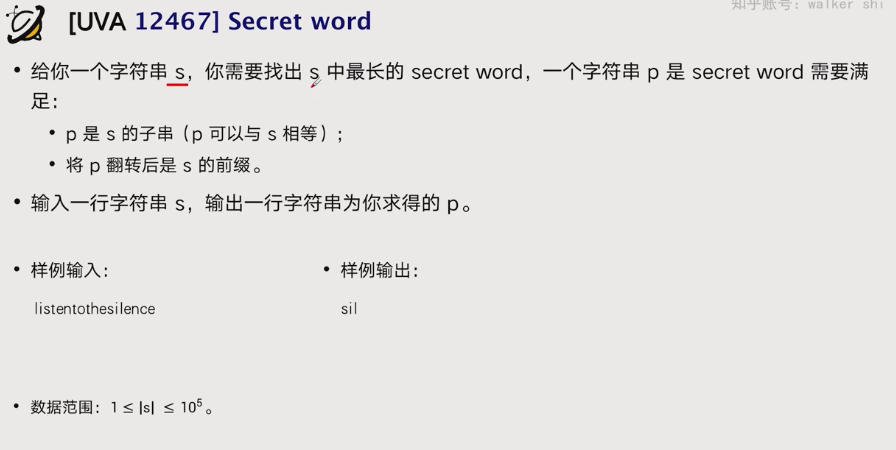 知乎账号：walker shi
[UVA 12467] Secret word
• 给你一个字符串 s，你需要找出 s 中最长的 secret word，一个字符串 p 是 secret word 需要满
足：
• p 是 s 的子串（p 可以与 s 相等）；
• 将 p 翻转后是 s 的前缀。
• 输入一行字符串 s，输出一行字符串为你求得的 p。
• 样例输入：
• 样例输出：
listentothesilence
sil
• 数据范围：1 ≤ |s| ≤ 10⁵。